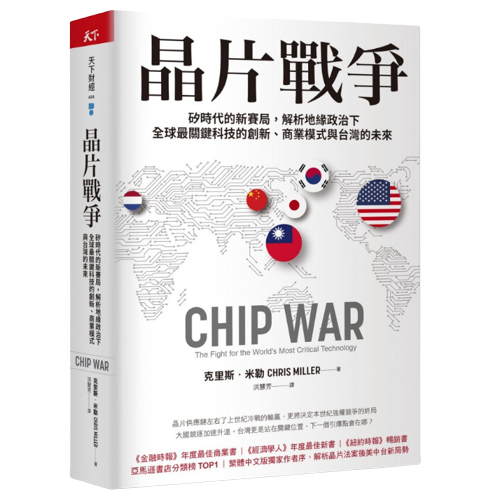 天下
天下財經
晶片戰爭
矽時代的新賽局，解析地緣政治下
全球最關鍵科技的創新、商業模式
與台灣的未來
CHIP WAR
克里斯・米勒 CHRIS MILLER 著
洪慧芳 譯
晶片戰爭
矽時代的新賽局，解析地緣政治下
全球最關鍵科技的創新、商業模式與台灣的未來
CHIP WAR
The Fight for the World's Most Critical Technology
克里斯・米勒 CHRIS MILLER——著
洪慧芳——譯
晶片供應鏈左右了上世紀冷戰的輸贏，更將決定本世紀強權競爭的終局
大國競逐加速升溫，台灣更是站在關鍵位置，下一個引爆點會在哪？
《金融時報》年度最佳商業書｜《經濟學人》年度最佳新書｜《紐約時報》暢銷書
亞馬遜書店分類榜 TOP1｜繁體中文版獨家作者序，解析晶片法案後美中台新局勢